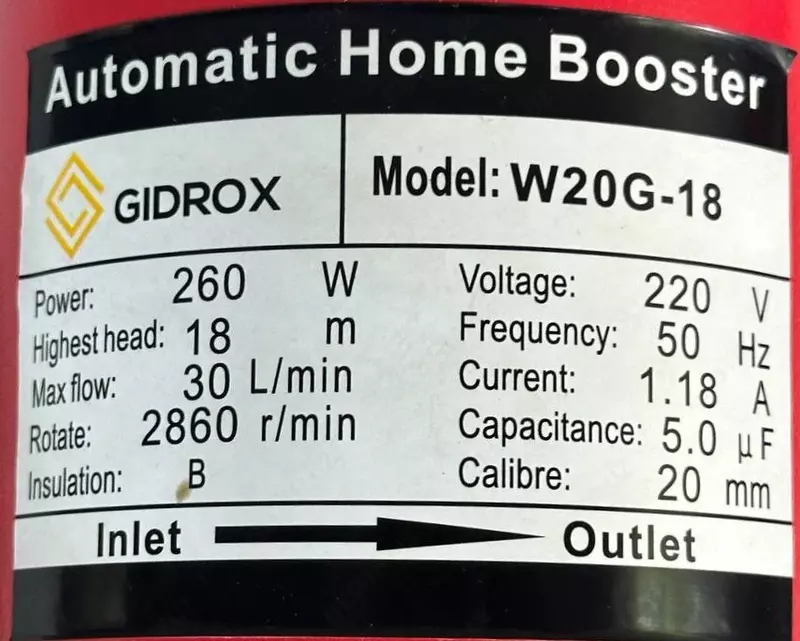 Automatic Home Booster
GIDROX
Model: W20G-18
Power: 260 W
Highest head: 18 m
Max flow: 30 L/min
Rotate: 2860 r/min
Insulation: B
Voltage: 220 V
Frequency: 50 Hz
Current: 1.18 A
Capacitance: 5.0 μF
Calibre: 20 mm
Inlet Outlet